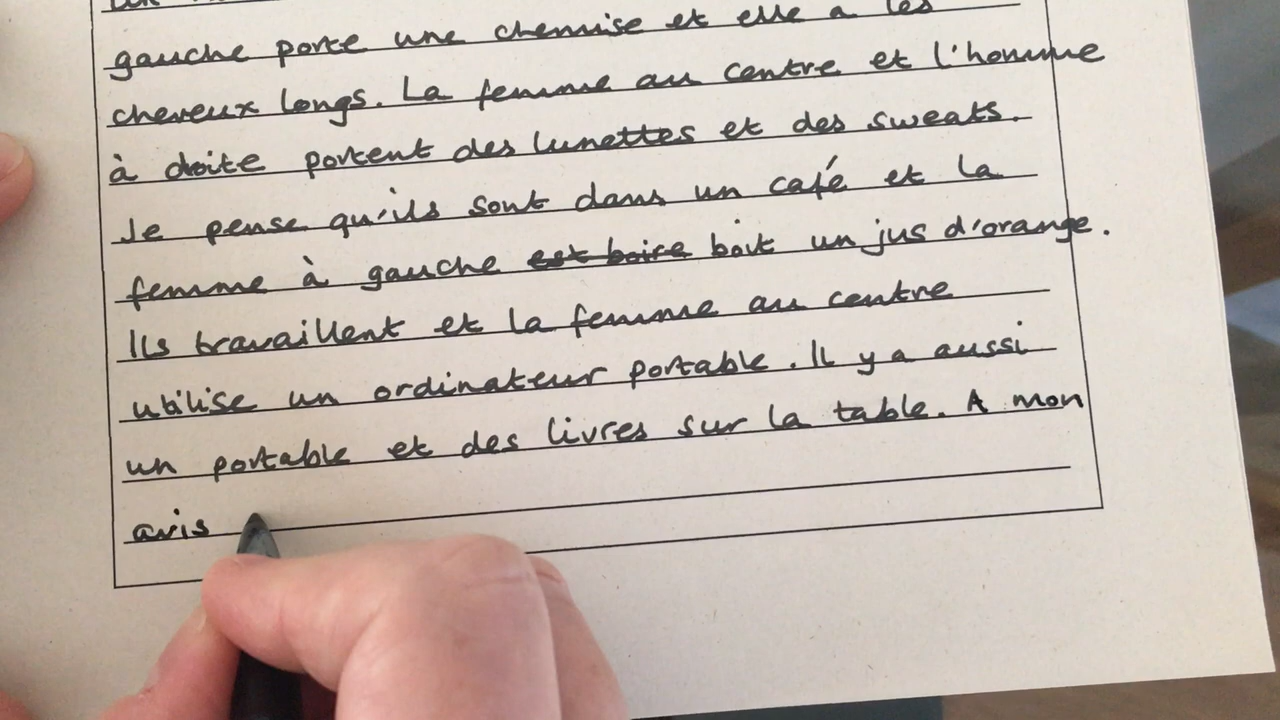 gauche porte une chemise et elle a les
cheveux longs. La femme au centre et l'homme
à droite portent des lunettes et des sweats.
Je pense qu'ils sont dans un café et la
femme à gauche est boire boit un jus d'orange.
Ils travaillent et la femme au centre
utilise un ordinateur portable. Il y a aussi
un portable et des livres sur la table. A mon
avis